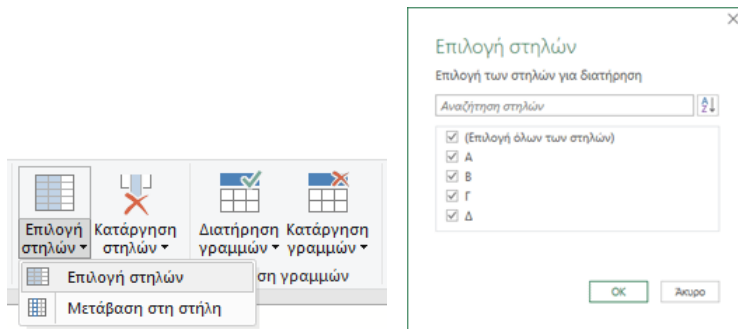 Επιλογή στηλών
Κατάργηση στηλών
Διατήρηση γραμμών
Κατάργηση γραμμών
ση γραμμών
Επιλογή στηλών
Μετάβαση στη στήλη
Επιλογή στηλών
Επιλογή των στηλών για διατήρηση
Αναζήτηση στηλών
(Επιλογή όλων των στηλών)
Α
Β
Γ
Δ
OK Άκυρο